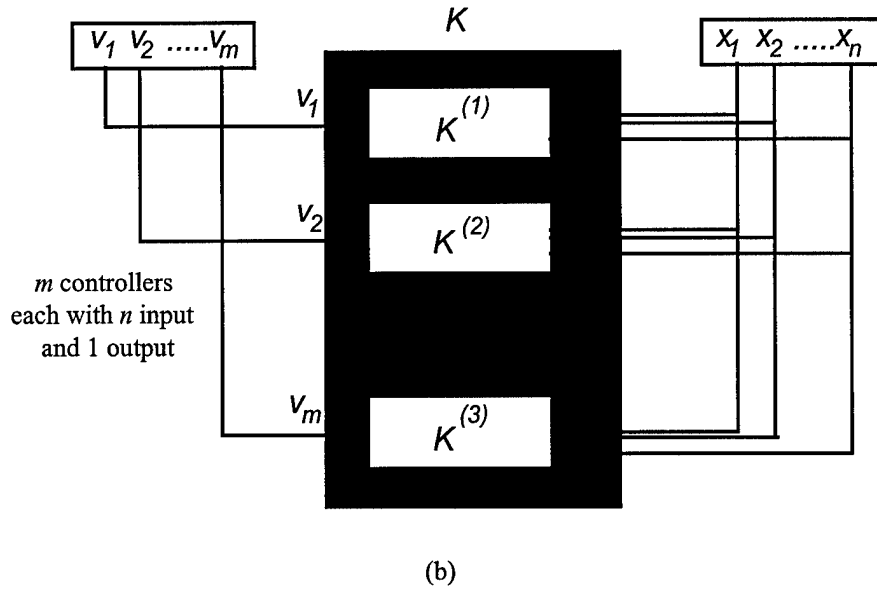 K
v1 v2 .....vm
x1 x2 .....xn
v1
K(1)
v2
K(2)
m controllers
each with n input
and 1 output
vm
K(3)
(b)